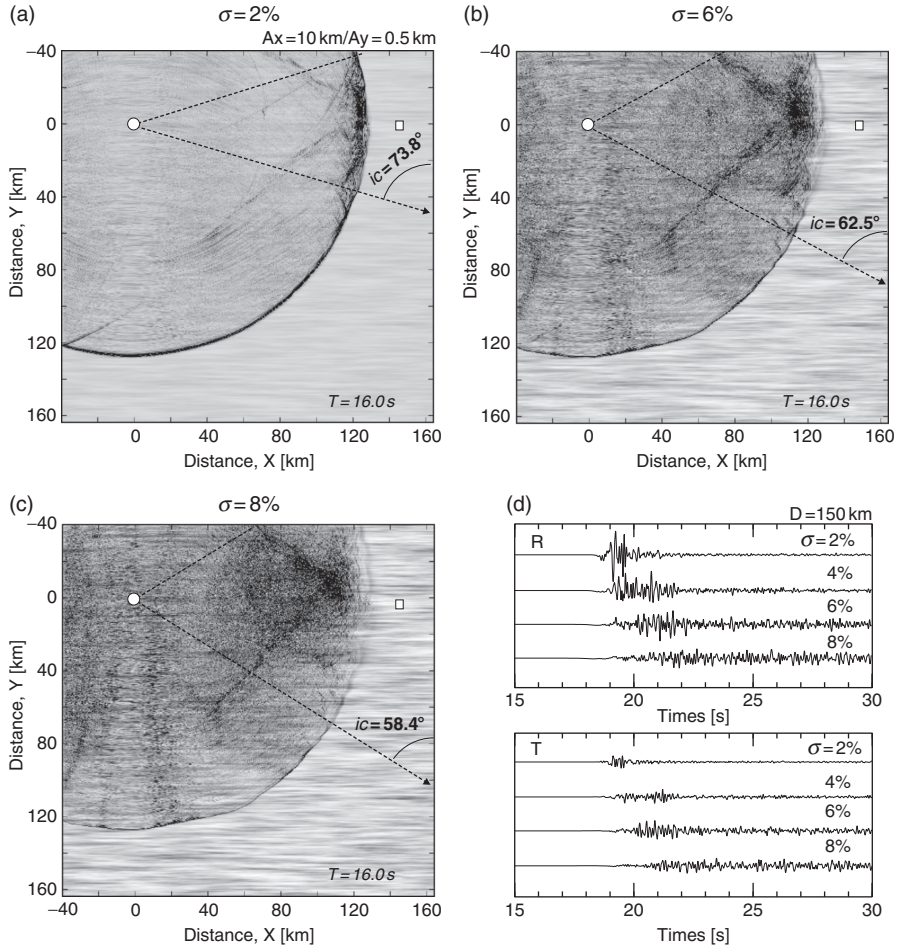 (a)
σ=2%
Ax=10 km/Ay=0.5 km
−40
0
40
80
120
160
Distance, Y [km]
ic=73.8°
T=16.0 s
0 40 80 120 160
Distance, X [km]
(b)
σ=6%
−40
0
40
80
120
160
Distance, Y [km]
ic=62.5°
T=16.0 s
0 40 80 120 160
Distance, X [km]
(c)
σ=8%
−40
0
40
80
120
160
Distance, Y [km]
ic=58.4°
T=16.0 s
−40 0 40 80 120 160
Distance, X [km]
(d)
D=150 km
R
σ=2%
4%
6%
8%
15 20 25 30
Times [s]
T
σ=2%
4%
6%
8%
15 20 25 30
Times [s]